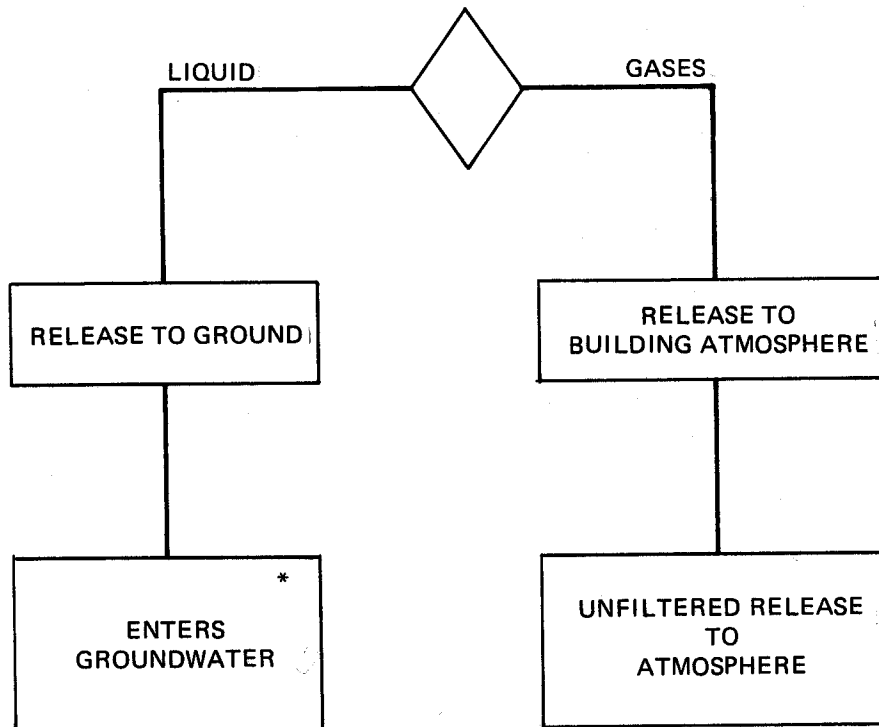 LIQUID
GASES
RELEASE TO GROUND
RELEASE TO
BUILDING ATMOSPHERE
*
ENTERS
GROUNDWATER
UNFILTERED RELEASE
TO
ATMOSPHERE